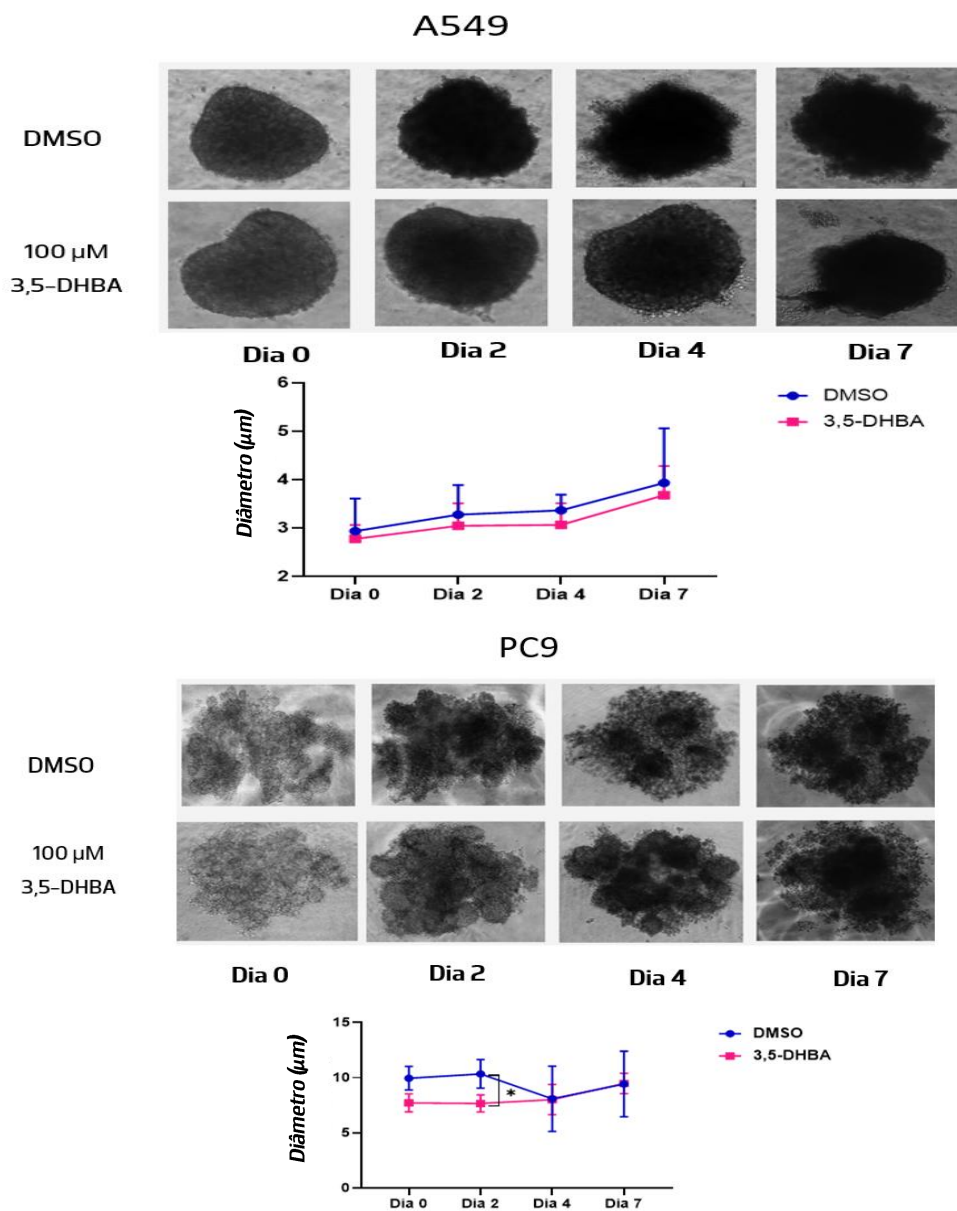 A549
DMSO
100 µM
3,5-DHBA
Dia 0
Dia 2
Dia 4
Dia 7
Diâmetro (µm)
6
5
4
3
2
Dia 0
Dia 2
Dia 4
Dia 7
DMSO
3,5-DHBA
PC9
DMSO
100 µM
3,5-DHBA
Dia 0
Dia 2
Dia 4
Dia 7
Diâmetro (µm)
15
10
5
0
*
Dia 0
Dia 2
Dia 4
Dia 7
DMSO
3,5-DHBA